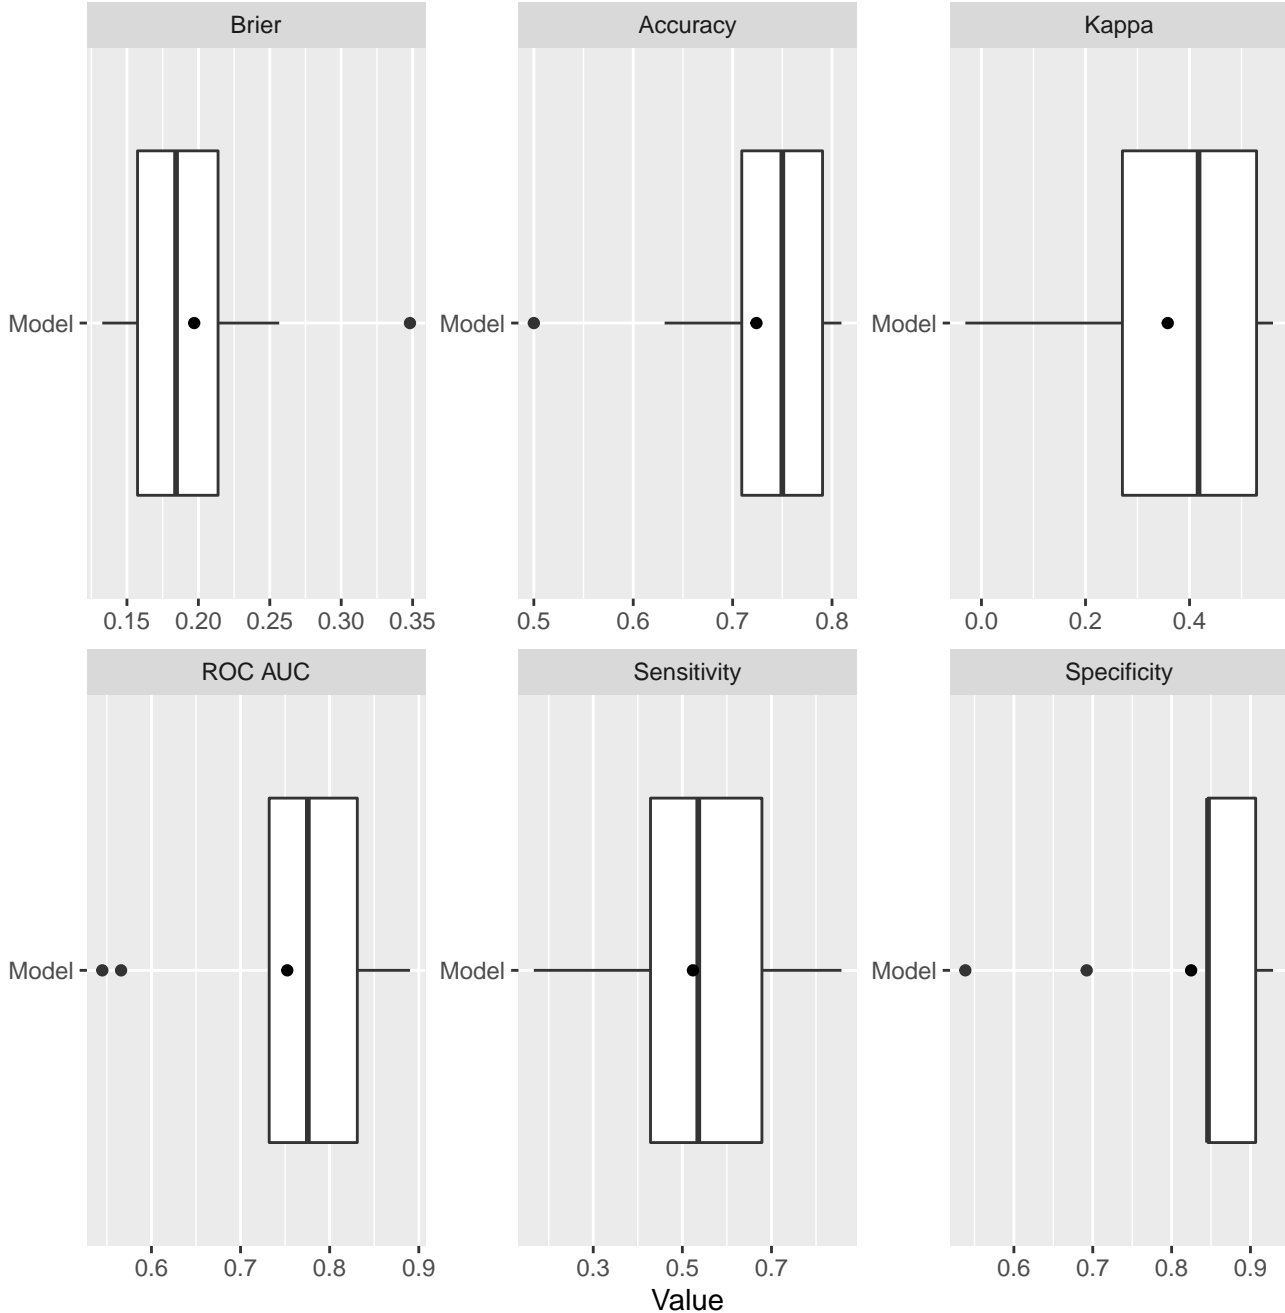 Brier Accuracy Kappa
Model Model Model
0.15 0.20 0.25 0.30 0.35 0.5 0.6 0.7 0.8 0.0 0.2 0.4
ROC AUC Sensitivity Specificity
Model Model Model
0.6 0.7 0.8 0.9 0.3 0.5 0.7 0.6 0.7 0.8 0.9
Value